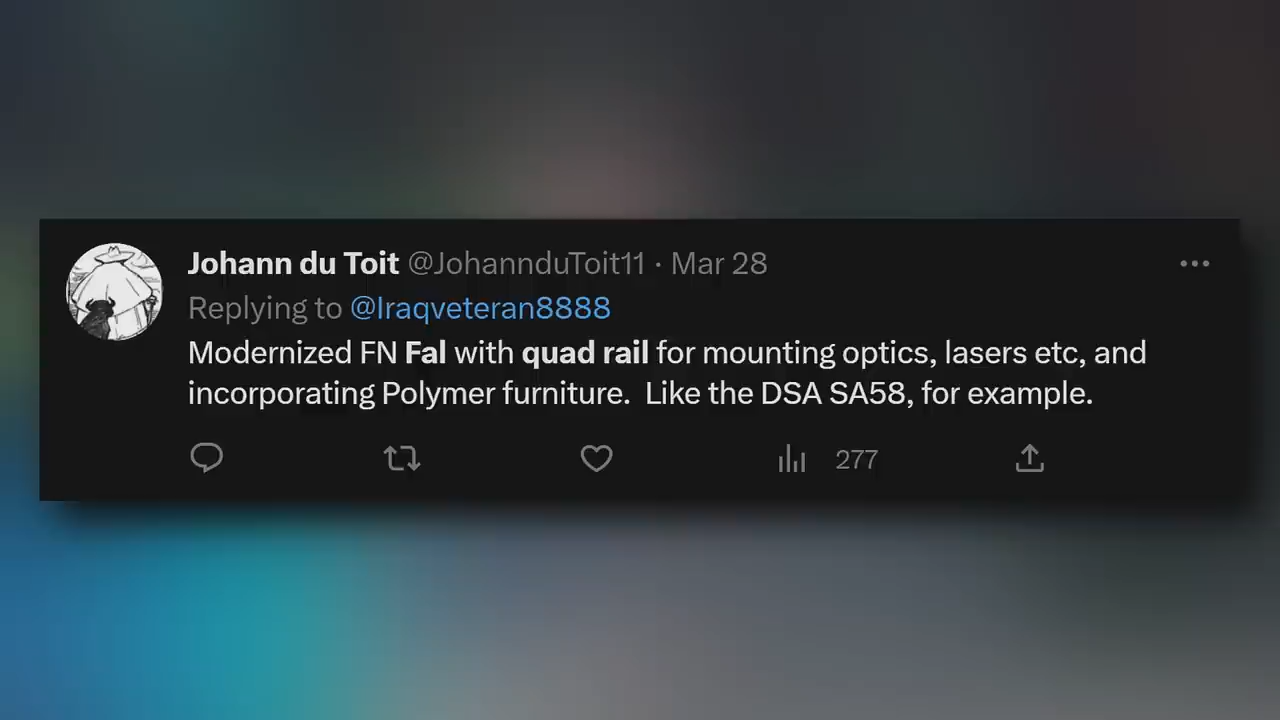 Johann du Toit @JohannduToit11 · Mar 28
Replying to @Iraqveteran8888
Modernized FN Fal with quad rail for mounting optics, lasers etc, and
incorporating Polymer furniture.  Like the DSA SA58, for example.
277